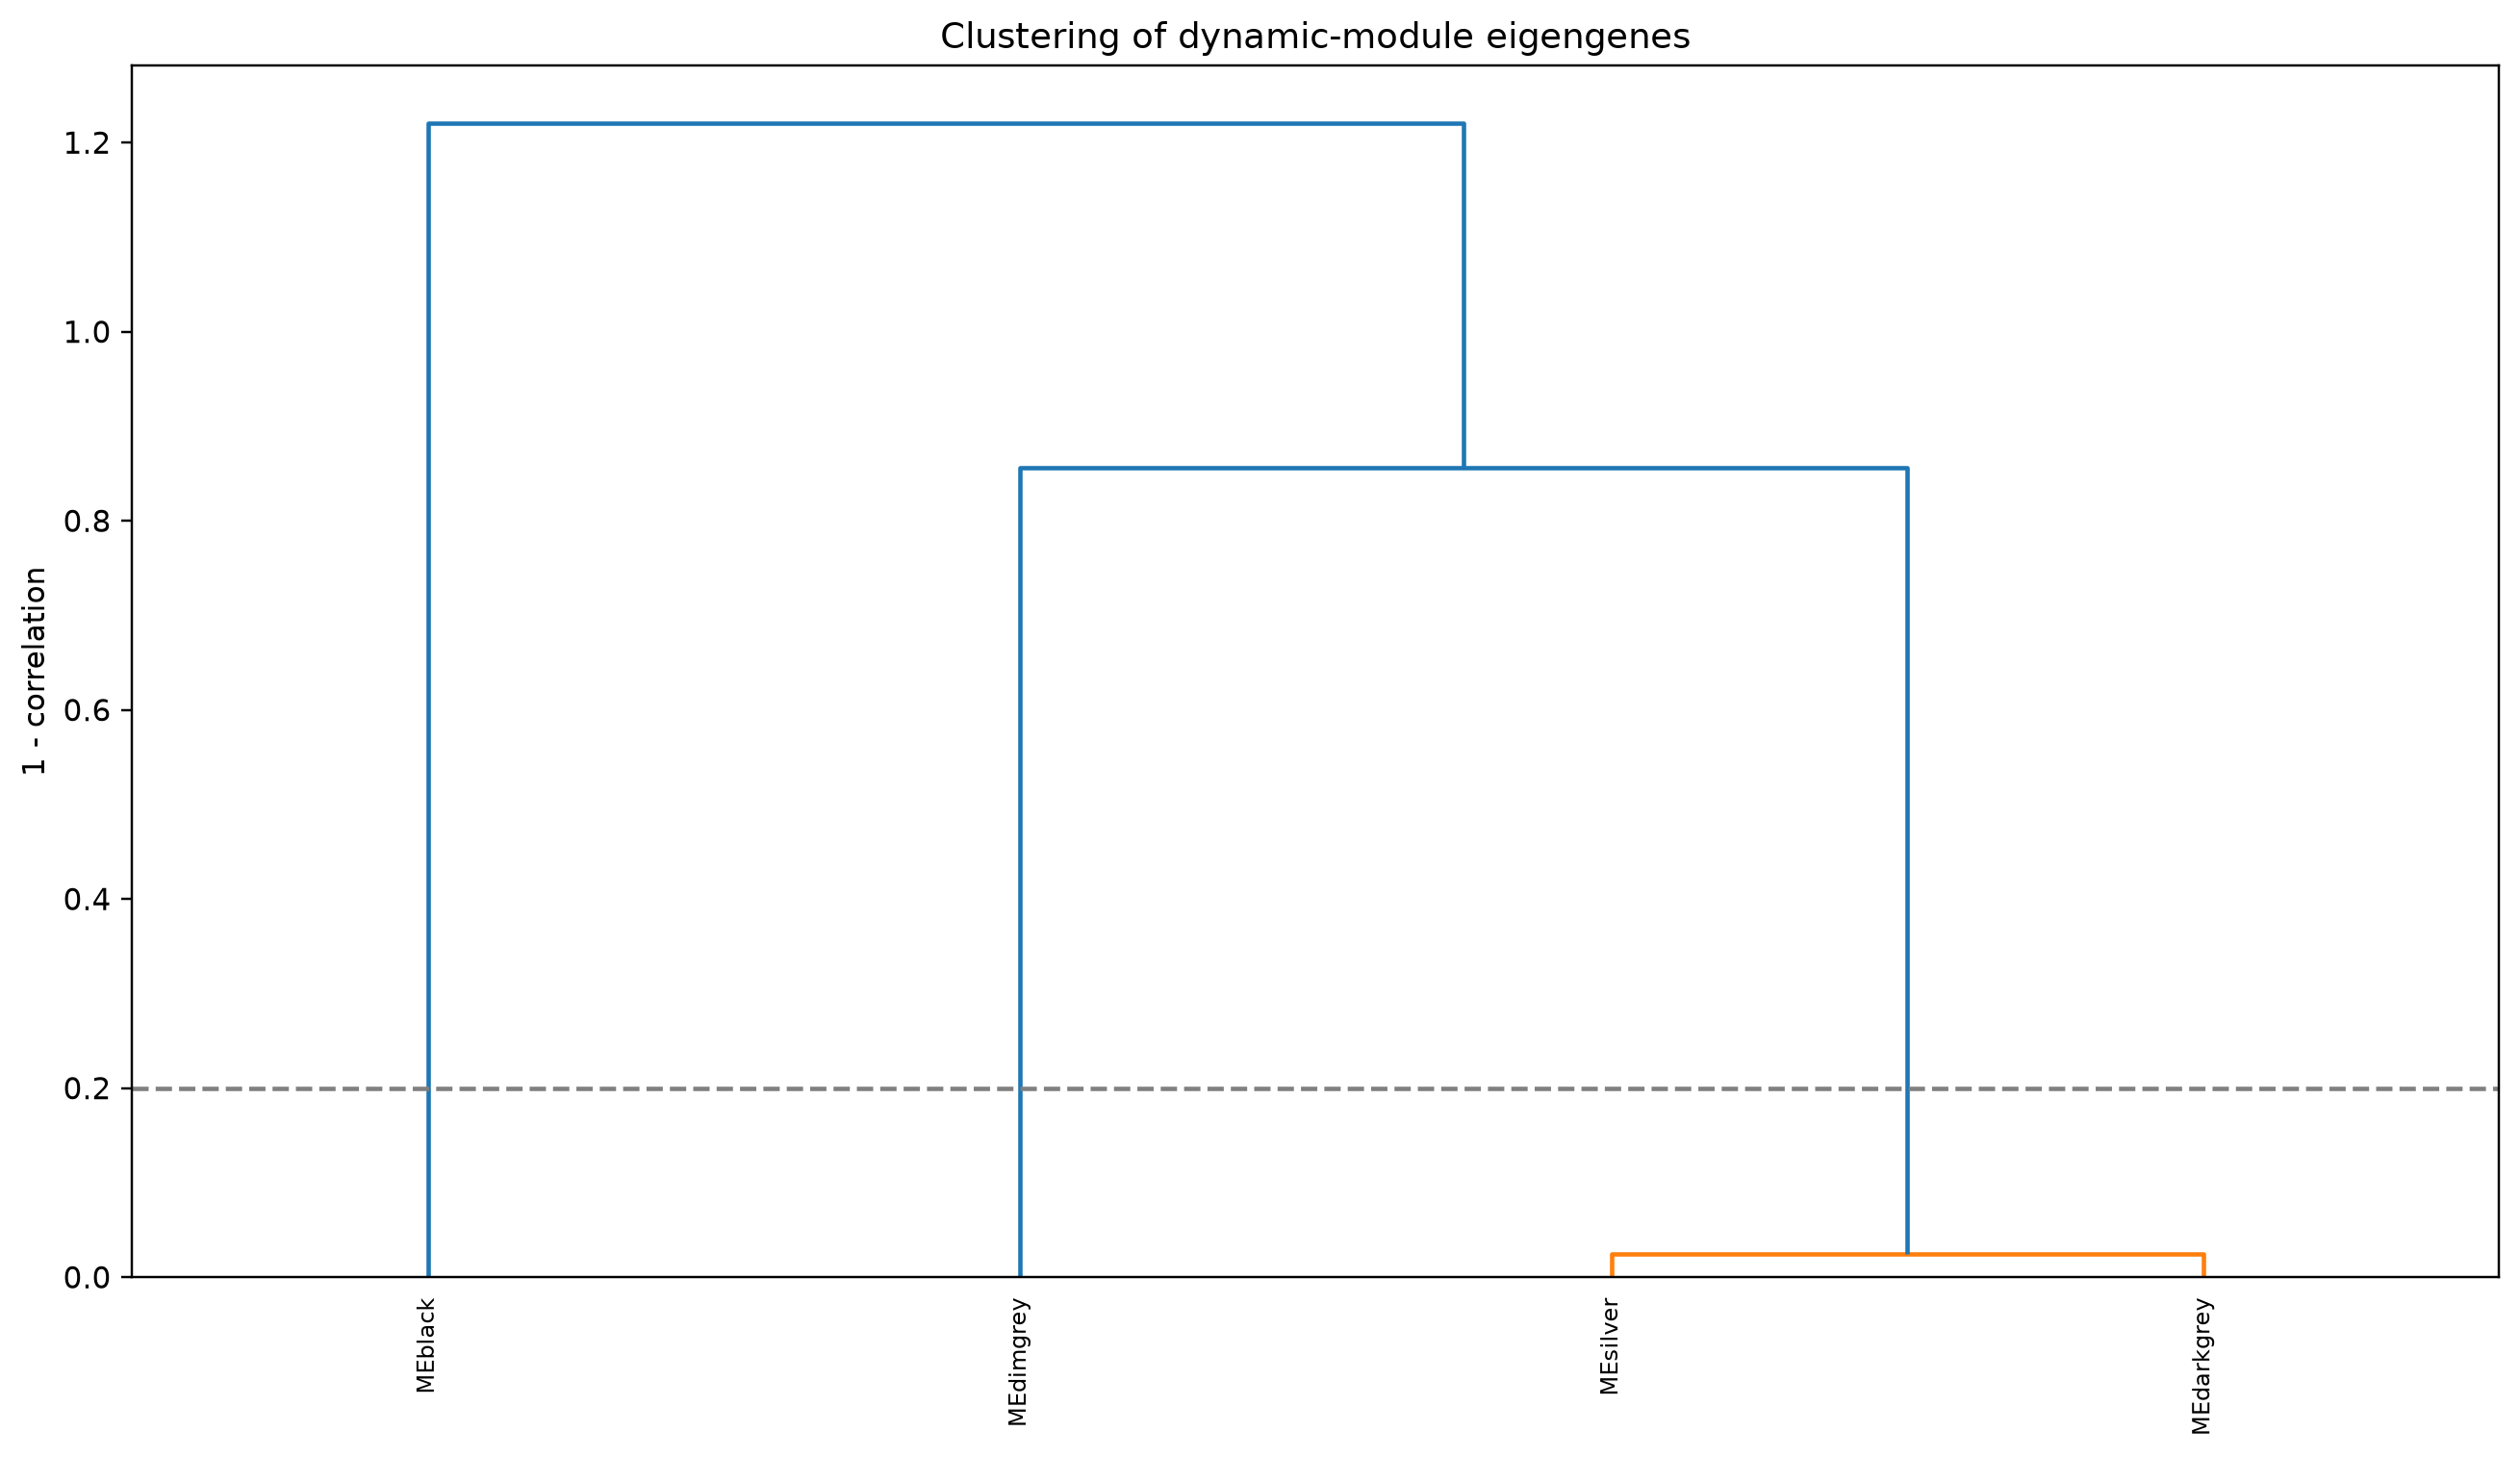 Clustering of dynamic-module eigengenes
1.2
1.0
0.8
0.6
0.4
0.2
0.0
1 - correlation
MEblack
MEdimgrey
MEsilver
MEdarkgrey